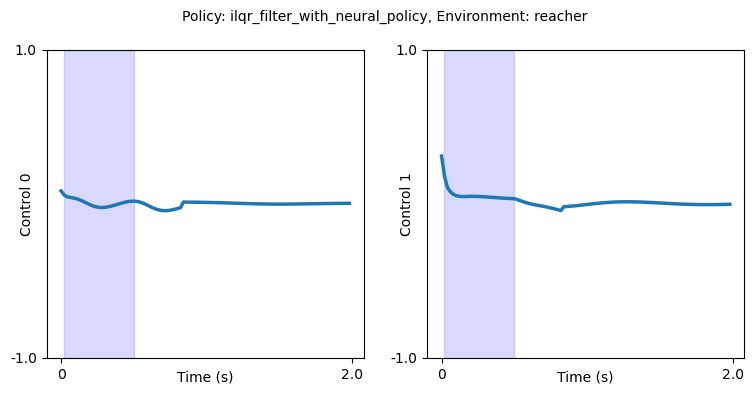 Policy: ilqr_filter_with_neural_policy, Environment: reacher
1.0
Control 0
-1.0
0
Time (s)
2.0
1.0
Control 1
-1.0
0
Time (s)
2.0